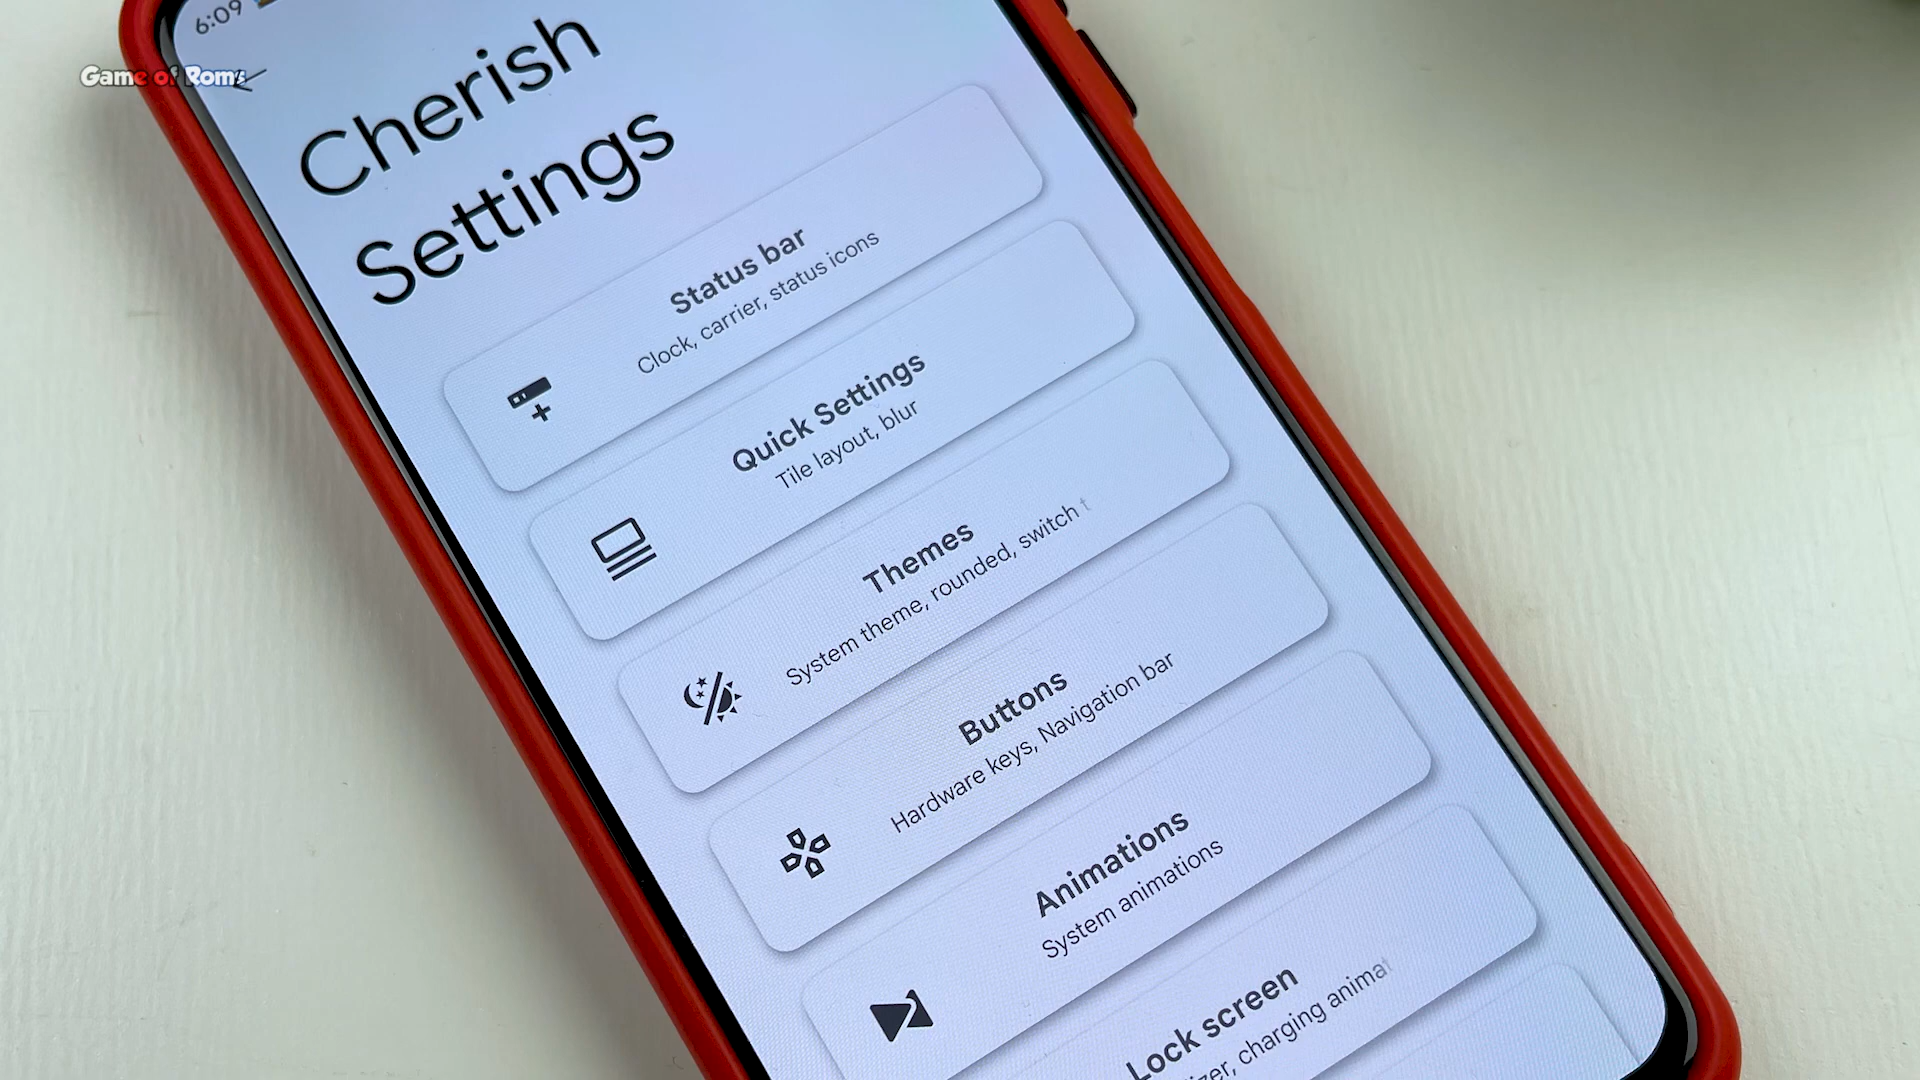 6:09
Game of Roms
Cherish
Settings
Status bar
Clock, carrier, status icons
Quick Settings
Tile layout, blur
Themes
System theme, rounded, switch t
Buttons
Hardware keys, Navigation bar
Animations
System animations
Lock screen
charging animat